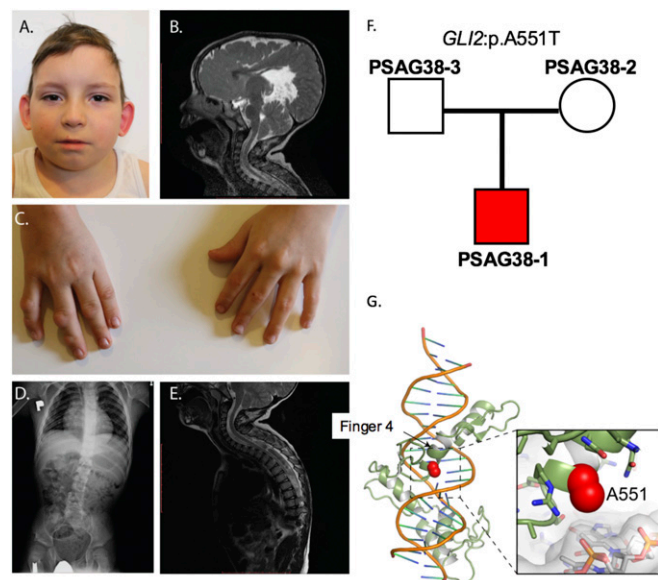 A.
B.
F.
GLI2:p.A551T
PSAG38-3
PSAG38-2
C.
PSAG38-1
G.
D.
E.
Finger 4
A551